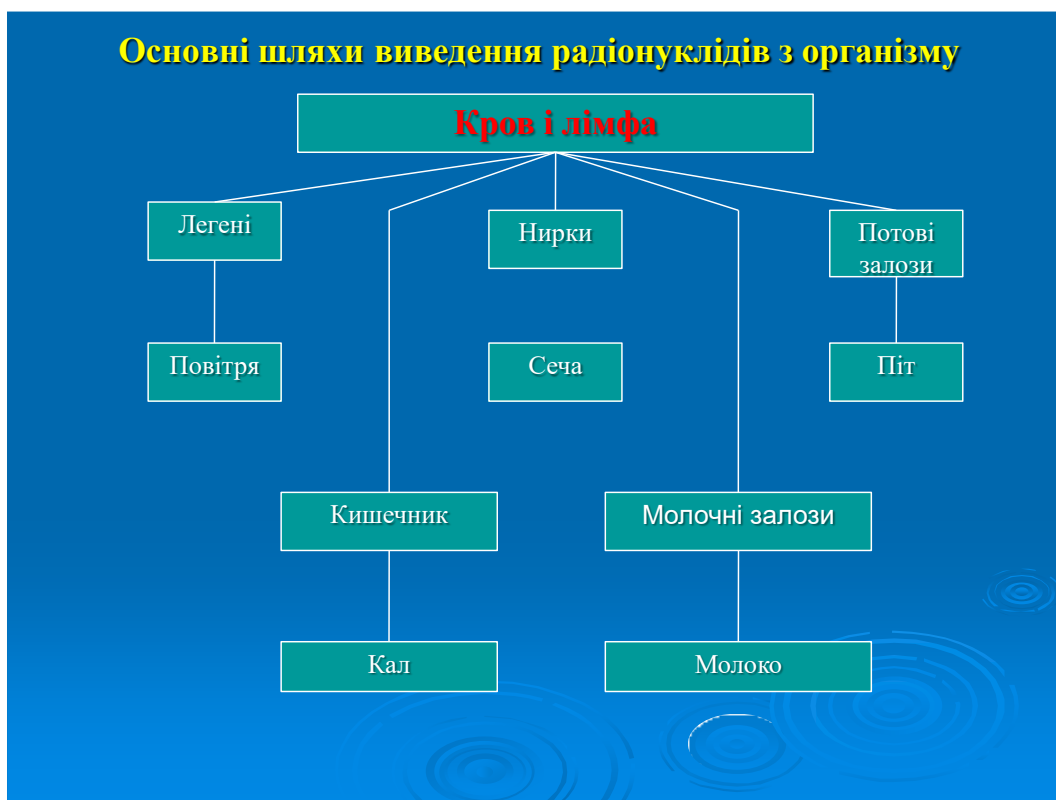 Основні шляхи виведення радіонуклідів з організму
Кров і лімфа
Легені
Нирки
Потові
залози
Повітря
Сеча
Піт
Кишечник
Молочні залози
Кал
Молоко